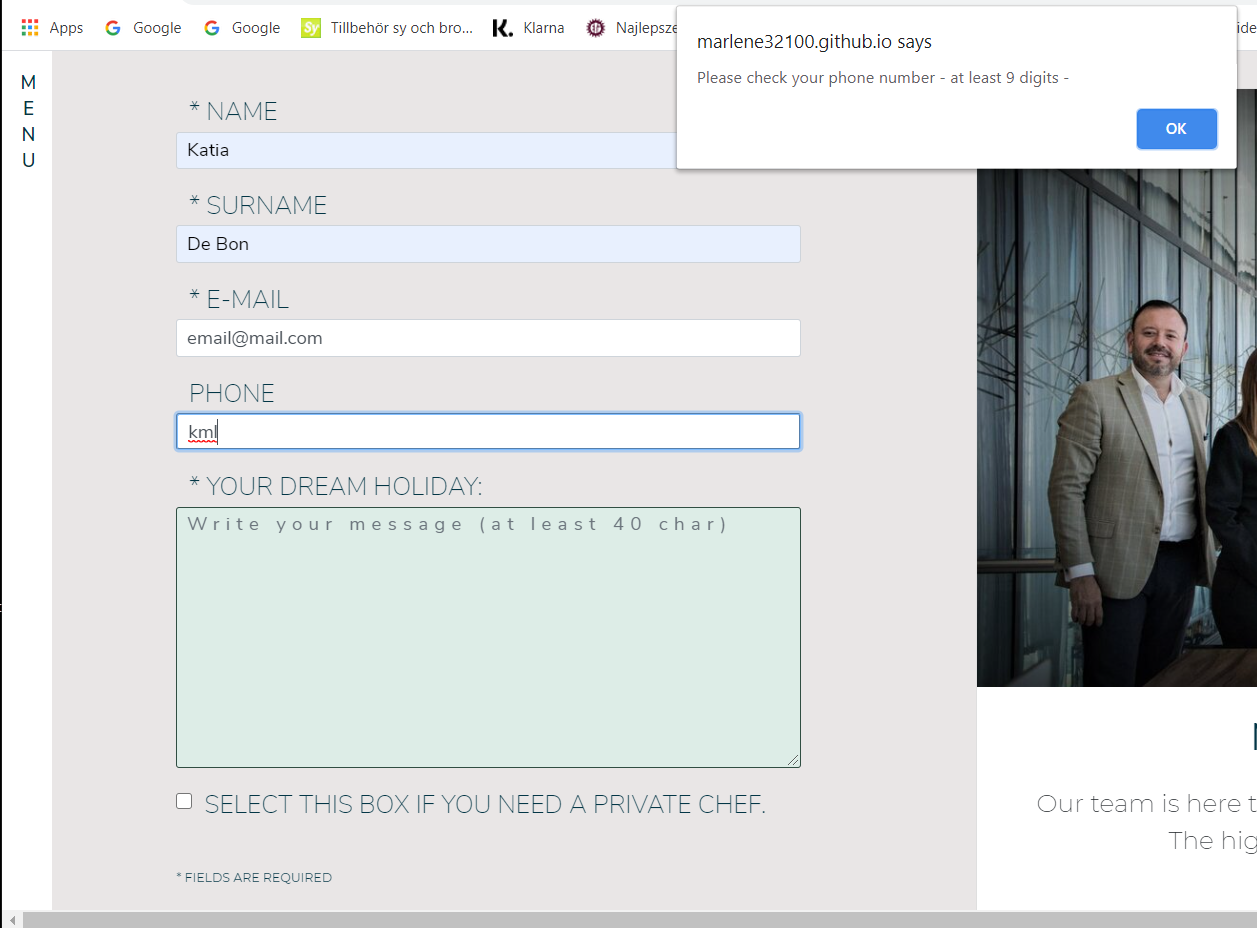 Apps Google Google Sy Tillbehör sy och bro... K. Klarna
marlene32100.github.io says
Please check your phone number - at least 9 digits -
OK
M
E
N
U
* NAME
Katia
* SURNAME
De Bon
* E-MAIL
email@mail.com
PHONE
kml
* YOUR DREAM HOLIDAY:
Write your message (at least 40 char)
SELECT THIS BOX IF YOU NEED A PRIVATE CHEF.
* FIELDS ARE REQUIRED
Our team is here
The